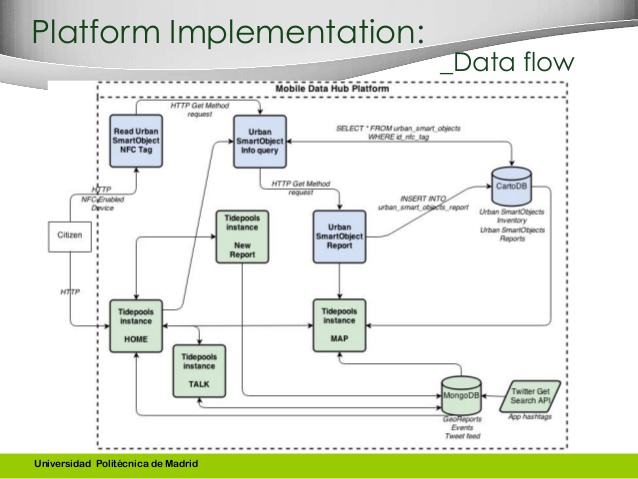 Platform Implementation:
_Data flow
Mobile Data Hub Platform
HTTP Get Method
request
Read Urban
SmartObject
NFC Tag
Urban
SmartObject
Info query
SELECT * FROM urban_smart_objects
WHERE id_nfc_tag
HTTP
NFC Enabled
Device
HTTP Get Method
request
INSERT INTO
urban_smart_objects_report
CartoDB
Urban SmartObjects
Inventory
Urban SmartObjects
Reports
Citizen
Tidepools
instance
New
Report
Urban
SmartObject
Report
HTTP
Tidepools
instance
HOME
Tidepools
instance
MAP
Tidepools
instance
TALK
MongoDB
GeoReports
Events
Tweet feed
Twitter Get
Search API
App hashtags
Universidad Politécnica de Madrid